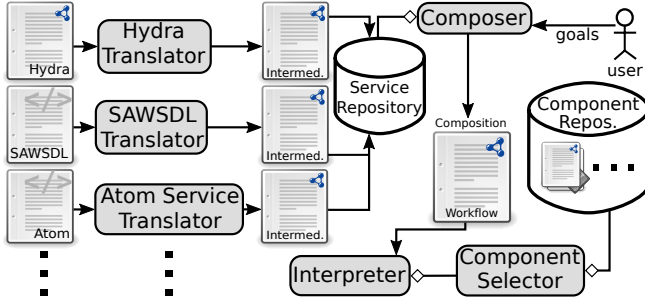 Hydra
Hydra
Translator
Intermed.
Service
Repository
Composer
goals
user
</>
SAWSDL
SAWSDL
Translator
Intermed.
Composition
Workflow
Component
Repos.
...
</>
Atom
Atom Service
Translator
Intermed.
Interpreter
Component
Selector